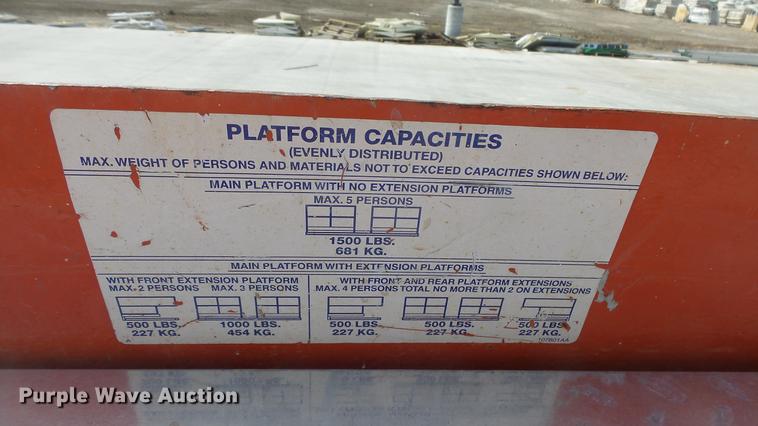 PLATFORM CAPACITIES
(EVENLY DISTRIBUTED)
MAX. WEIGHT OF PERSONS AND MATERIALS NOT TO EXCEED CAPACITIES SHOWN BELOW:
MAIN PLATFORM WITH NO EXTENSION PLATFORMS
MAX. 5 PERSONS
1500 LBS.
681 KG.
MAIN PLATFORM WITH EXTENSION PLATFORMS
WITH FRONT EXTENSION PLATFORM
MAX. 2 PERSONS MAX. 3 PERSONS
500 LBS. 1000 LBS.
227 KG. 454 KG.
WITH FRONT AND REAR PLATFORM EXTENSIONS
MAX. 4 PERSONS TOTAL NO MORE THAN 2 ON EXTENSIONS
500 LBS. 500 LBS. 500 LBS.
227 KG. 227 KG. 227 KG.
A 107801AA
Purple Wave Auction